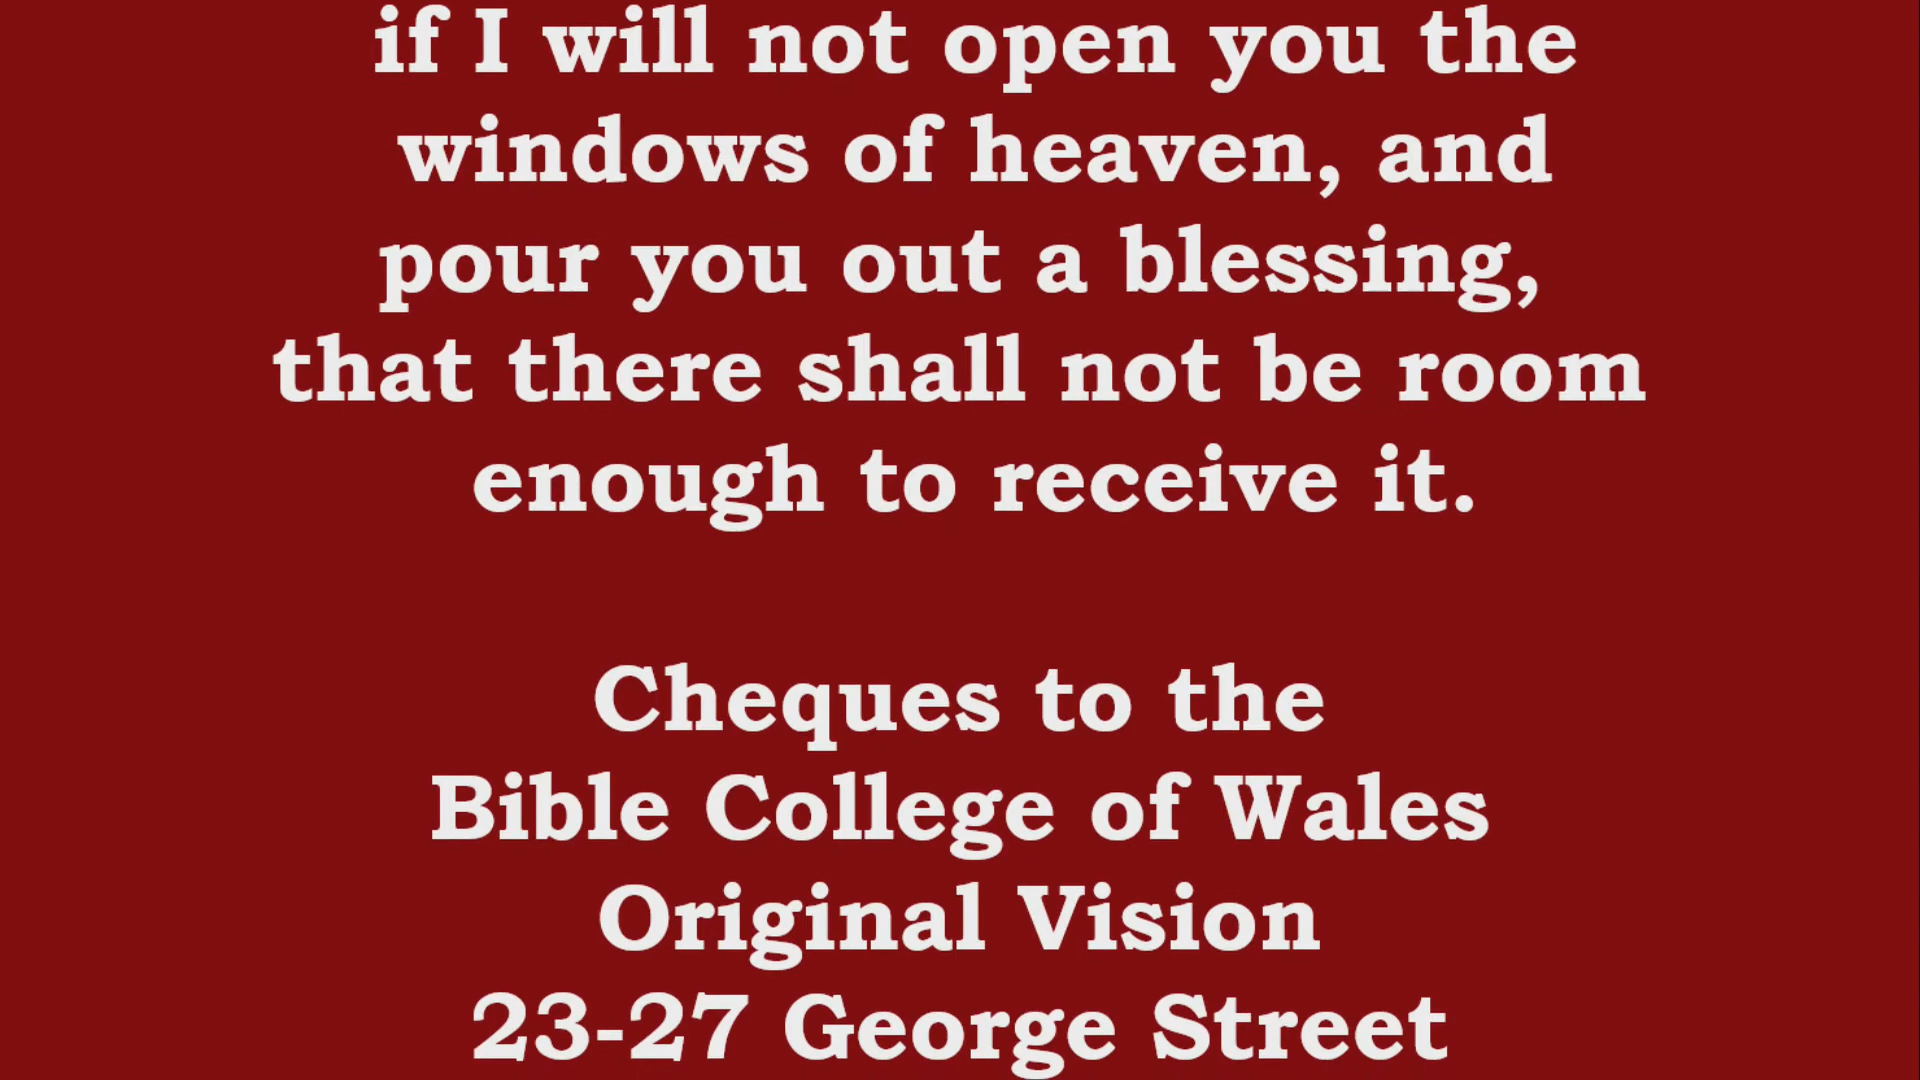 if I will not open you the
windows of heaven, and
pour you out a blessing,
that there shall not be room
enough to receive it.
Cheques to the
Bible College of Wales
Original Vision
23-27 George Street